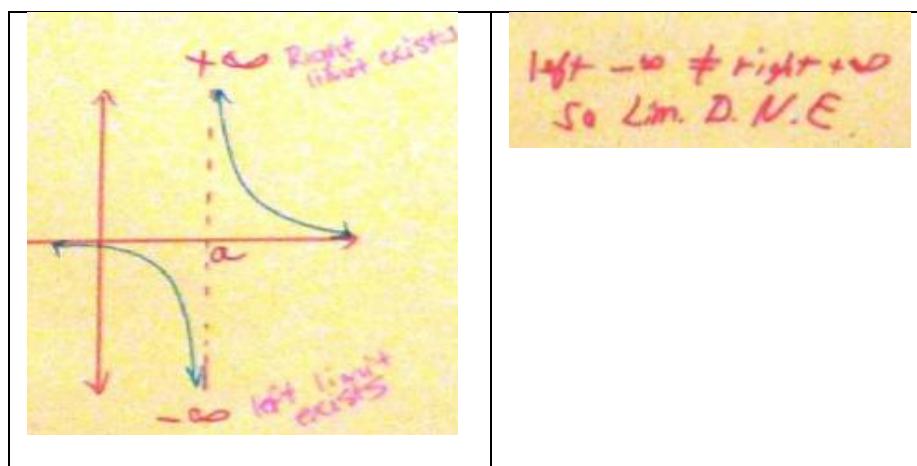 +∞ Right
limit exists
a
-∞ left limit
exists
left -∞ ≠ right +∞
So Lim. D.N.E.